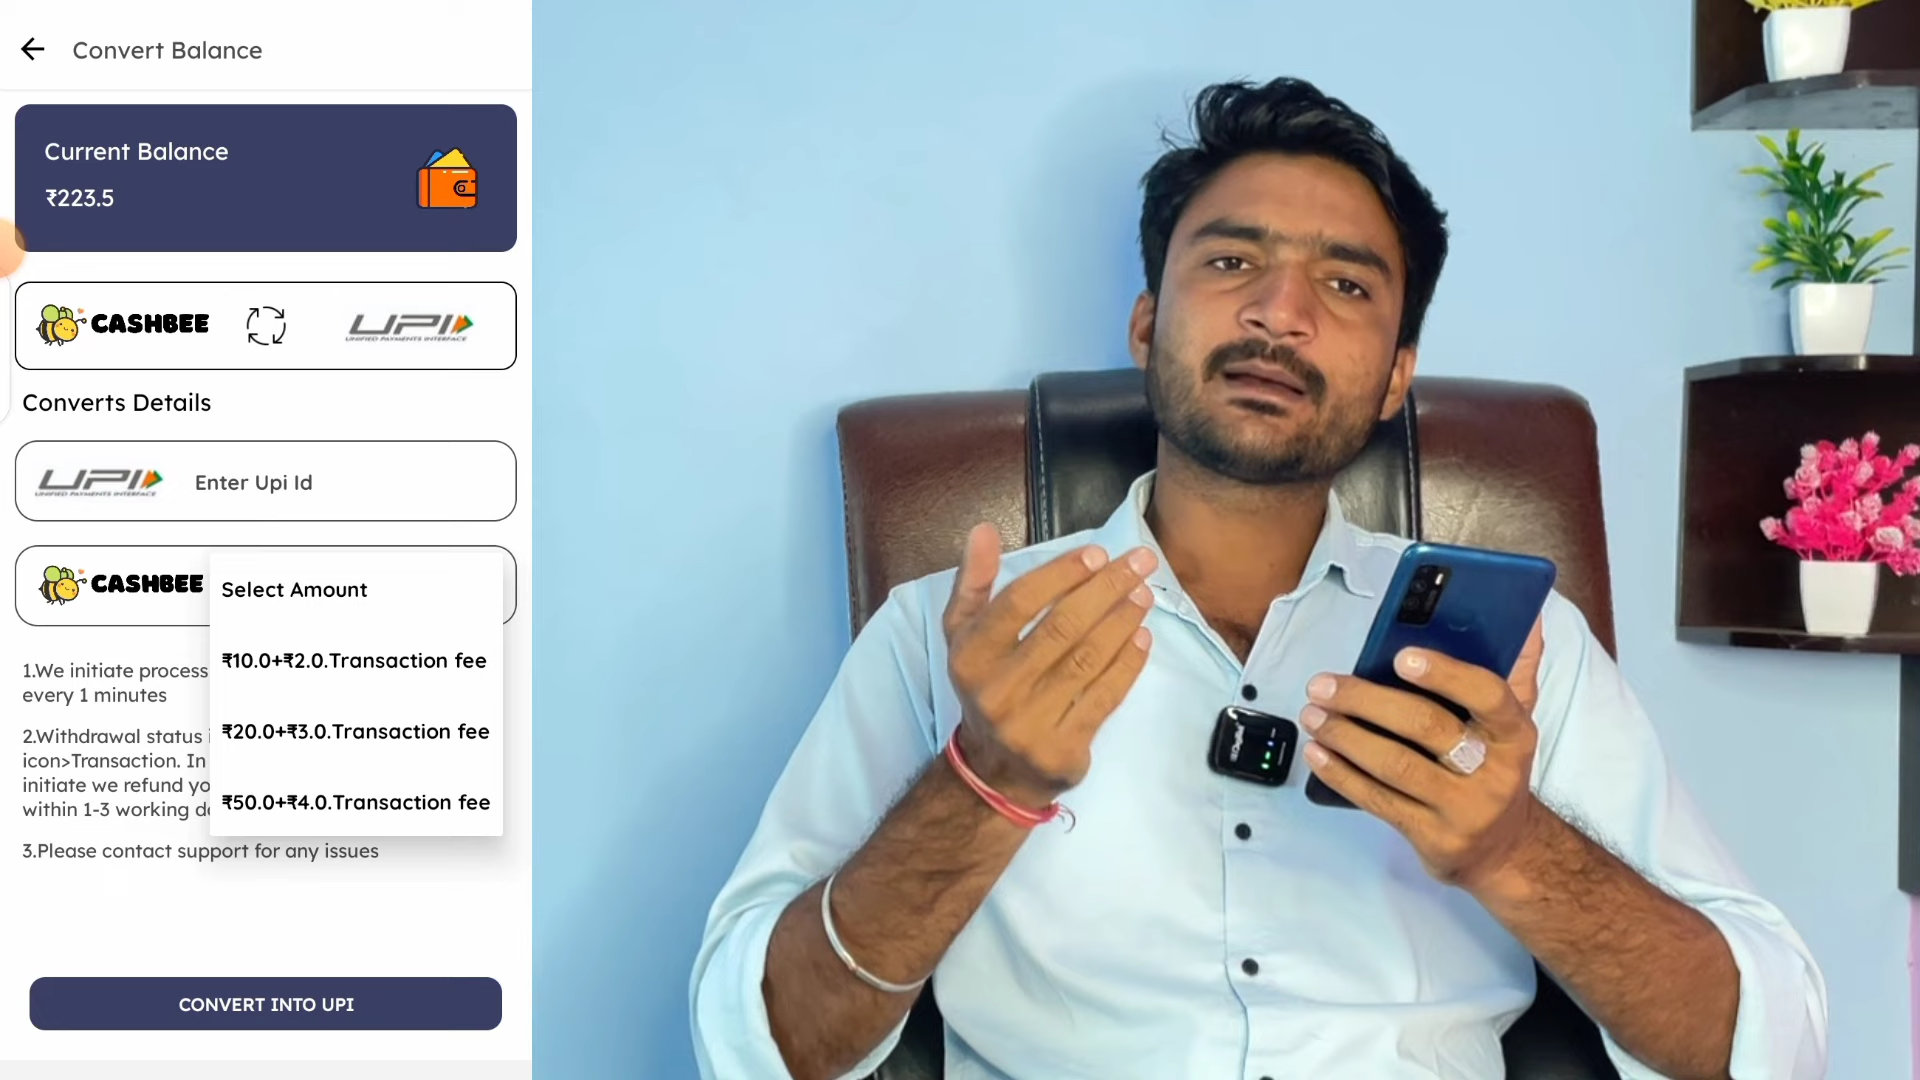 Convert Balance
Current Balance
₹223.5
CASHBEE
UPI
UNIFIED PAYMENTS INTERFACE
Converts Details
UPI
UNIFIED PAYMENTS INTERFACE
Enter Upi Id
CASHBEE
Select Amount
₹10.0+₹2.0.Transaction fee
₹20.0+₹3.0.Transaction fee
₹50.0+₹4.0.Transaction fee
1.We initiate process
every 1 minutes
2.Withdrawal status
icon>Transaction. In
initiate we refund yo
within 1-3 working
3.Please contact support for any issues
CONVERT INTO UPI